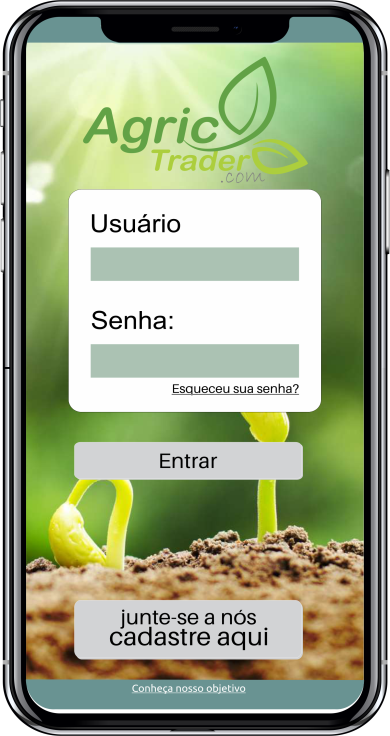 Agric
Trader
.com
Usuário
Senha:
Esqueceu sua senha?
Entrar
junte-se a nós
cadastre aqui
Conheça nosso objetivo